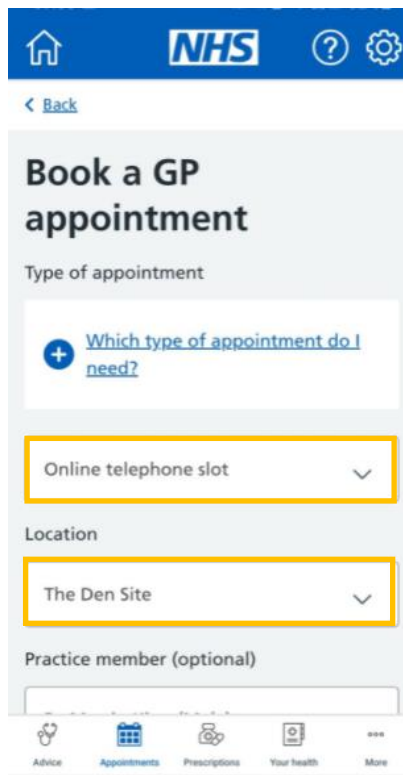 NHS
Back
Book a GP
appointment
Type of appointment
Which type of appointment do I
need?
Online telephone slot
Location
The Den Site
Practice member (optional)
Advice Appointments Prescriptions Your health More